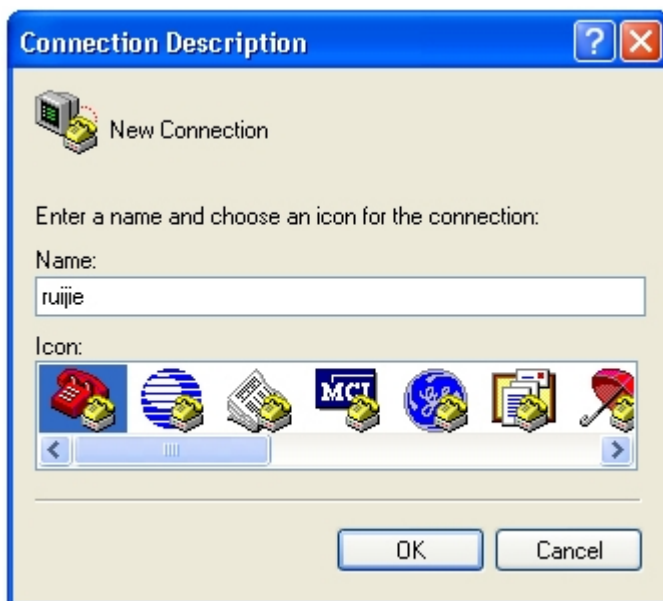 Connection Description
New Connection
Enter a name and choose an icon for the connection:
Name:
ruijie
Icon:
MCI
OK
Cancel